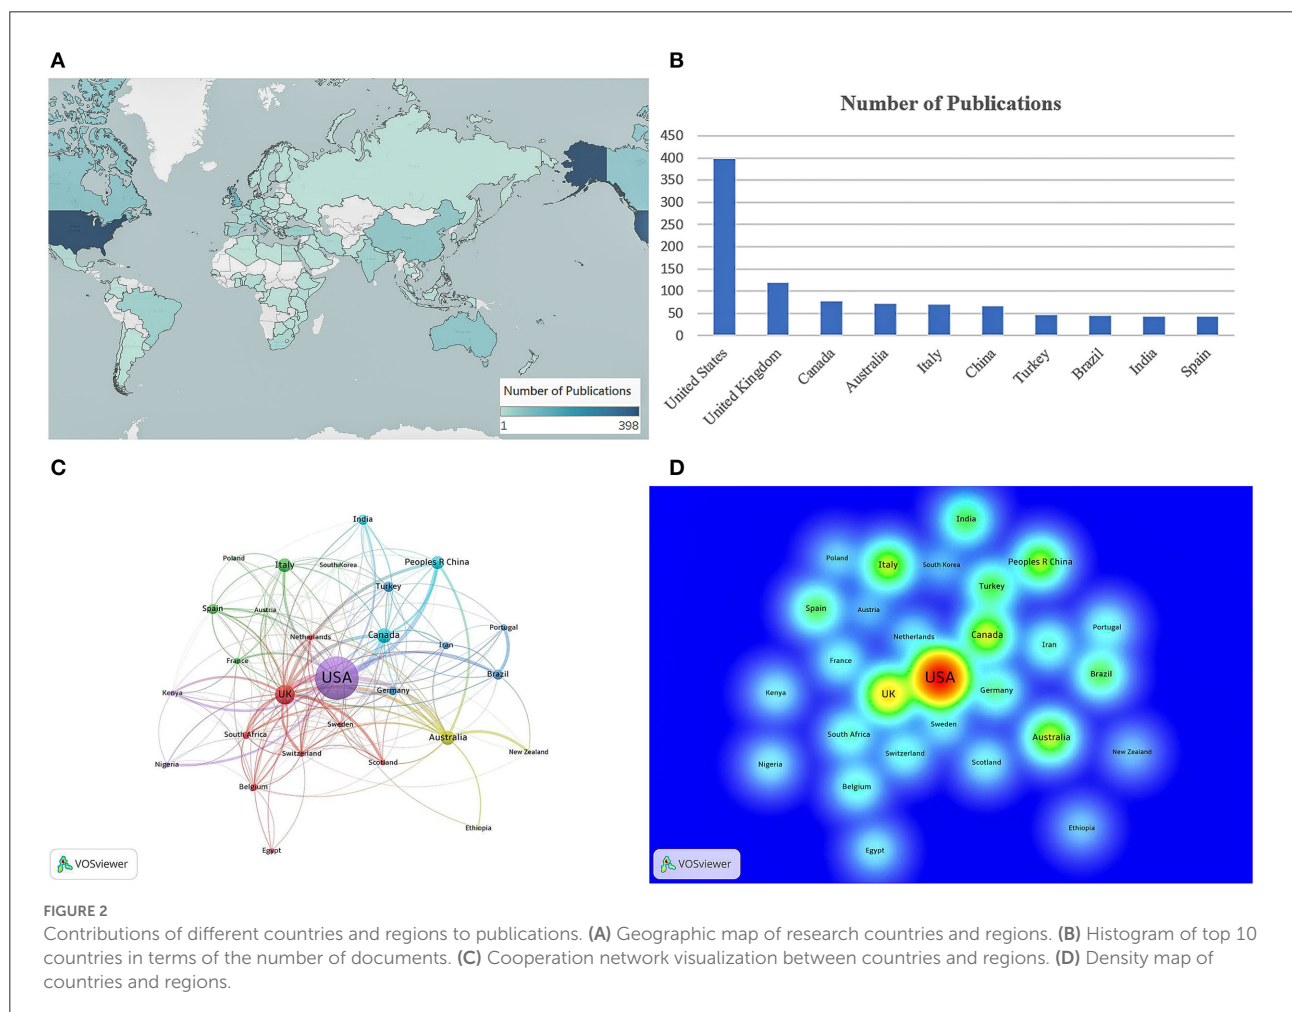 (A)
Number of Publications
1 398
(B)
Number of Publications
450
400
350
300
250
200
150
100
50
0
United States
United Kingdom
Canada
Australia
Italy
China
Turkey
Brazil
India
Spain
(C)
India
Poland
Italy
South Korea
Peoples R China
Turkey
Spain
Austria
Netherlands
Canada
Portugal
Iran
France
USA
Brazil
Kenya
UK
Germany
Sweden
South Africa
Australia
Switzerland
New Zealand
Nigeria
Scotland
Belgium
Ethiopia
Egypt
VOSviewer
(D)
India
Poland
Italy
South Korea
Peoples R China
Turkey
Spain
Austria
Netherlands
Canada
Portugal
Iran
France
USA
Brazil
Kenya
UK
Germany
Sweden
South Africa
Australia
Switzerland
New Zealand
Nigeria
Scotland
Belgium
Ethiopia
Egypt
VOSviewer
FIGURE 2
Contributions of different countries and regions to publications. (A) Geographic map of research countries and regions. (B) Histogram of top 10
countries in terms of the number of documents. (C) Cooperation network visualization between countries and regions. (D) Density map of
countries and regions.